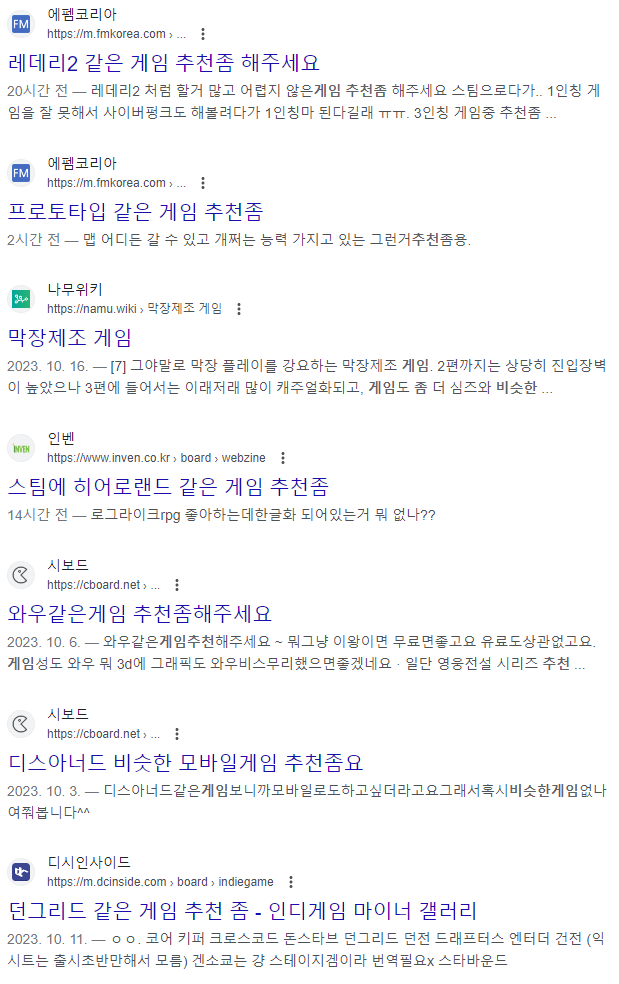 FM
에펨코리아
https://m.fmkorea.com › ...
레데리2 같은 게임 추천좀 해주세요
20시간 전 — 레데리2 처럼 할거 많고 어렵지 않은게임 추천좀 해주세요 스팀으로다가.. 1인칭 게
임을 잘 못해서 사이버펑크도 해볼려다가 1인칭마 된다길래 ㅠㅠ. 3인칭 게임중 추천좀 ...
FM
에펨코리아
https://m.fmkorea.com › ...
프로토타입 같은 게임 추천좀
2시간 전 — 맵 어디든 갈 수 있고 개쩌는 능력 가지고 있는 그런거추천좀용.
나무위키
https://namu.wiki › 막장제조 게임
막장제조 게임
2023. 10. 16. — [7] 그야말로 막장 플레이를 강요하는 막장제조 게임. 2편까지는 상당히 진입장벽
이 높았으나 3편에 들어서는 이래저래 많이 캐주얼화되고, 게임도 좀 더 심즈와 비슷한 ...
INVEN
인벤
https://www.inven.co.kr › board › webzine
스팀에 히어로랜드 같은 게임 추천좀
14시간 전 — 로그라이크rpg 좋아하는데한글화 되어있는거 뭐 없나??
시보드
https://cboard.net › ...
와우같은게임 추천좀해주세요
2023. 10. 6. — 와우같은게임추천해주세요 ~ 뭐그냥 이왕이면 무료면좋고요 유료도상관없고요.
게임성도 와우 뭐 3d에 그래픽도 와우비스무리했으면좋겠네요 · 일단 영웅전설 시리즈 추천 ...
시보드
https://cboard.net › ...
디스아너드 비슷한 모바일게임 추천좀요
2023. 10. 3. — 디스아너드같은게임보니까모바일로도하고싶더라고요그래서혹시비슷한게임없나
여쭤봅니다^^
디시인사이드
https://m.dcinside.com › board › indiegame
던그리드 같은 게임 추천 좀 - 인디게임 마이너 갤러리
2023. 10. 11. — ㅇㅇ. 코어 키퍼 크로스코드 돈스타브 던그리드 던전 드래프터스 엔터더 건전 (익
시트는 출시초반만해서 모름) 겐소쿄는 걍 스테이지겜이라 번역필요x 스타바운드